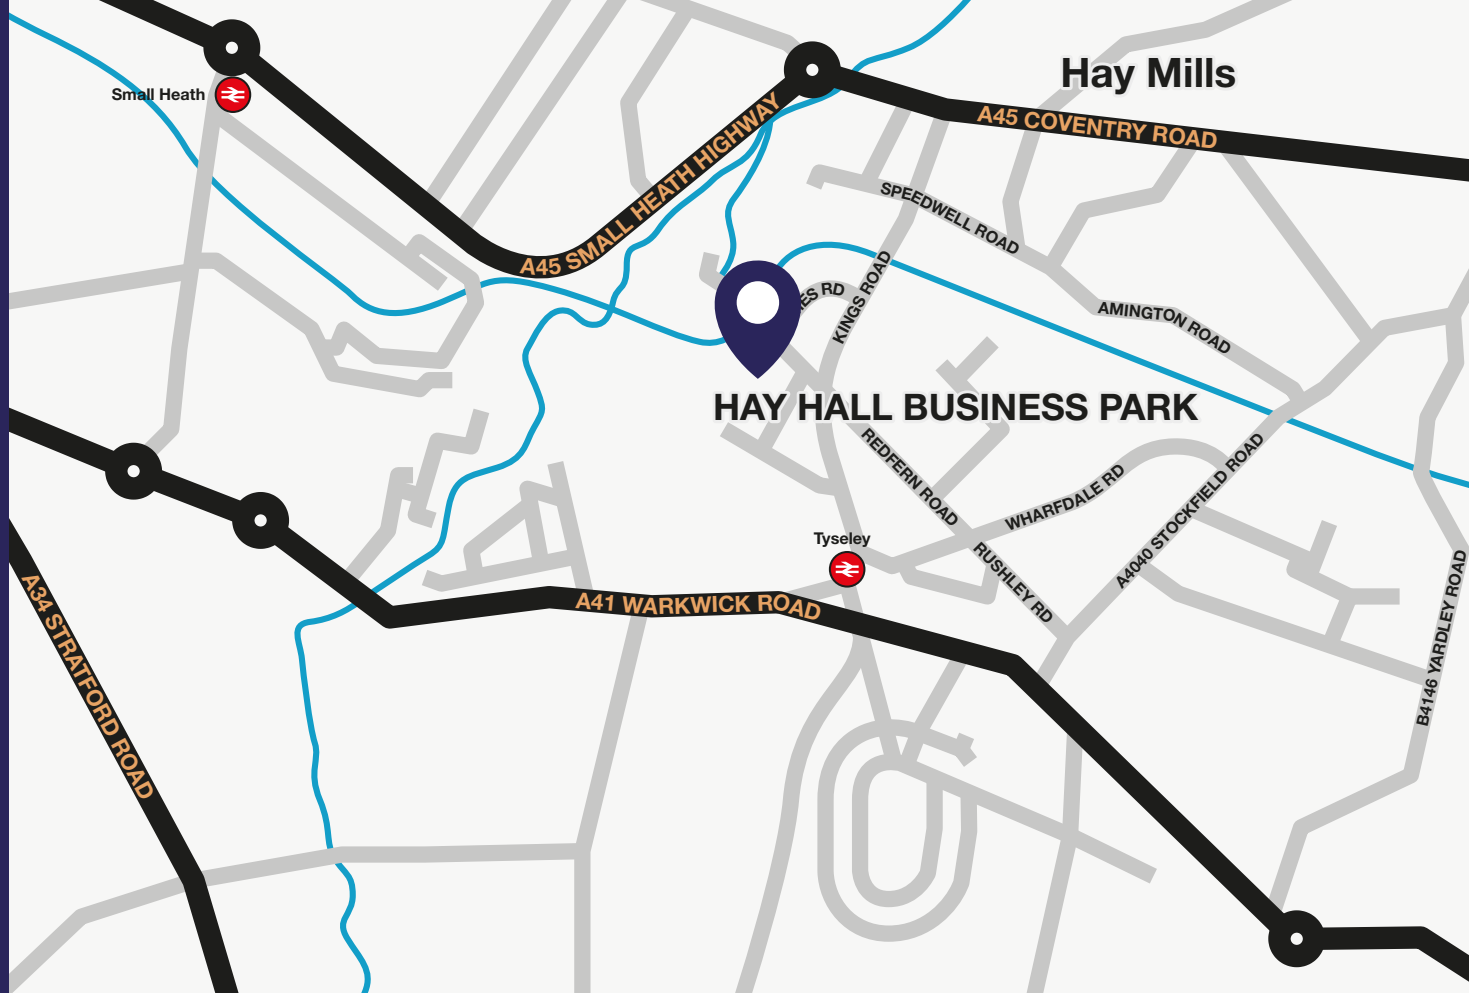 Hay Mills
Small Heath
A45 COVENTRY ROAD
A45 SMALL HEATH HIGHWAY
SPEEDWELL ROAD
RD
KINGS ROAD
AMINGTON ROAD
HAY HALL BUSINESS PARK
REDFERN ROAD
WHARFDALE RD
A4040 STOCKFIELD ROAD
Tyseley
RUSHLEY RD
A41 WARKWICK ROAD
A34 STRATFORD ROAD
B4146 YARDLEY ROAD